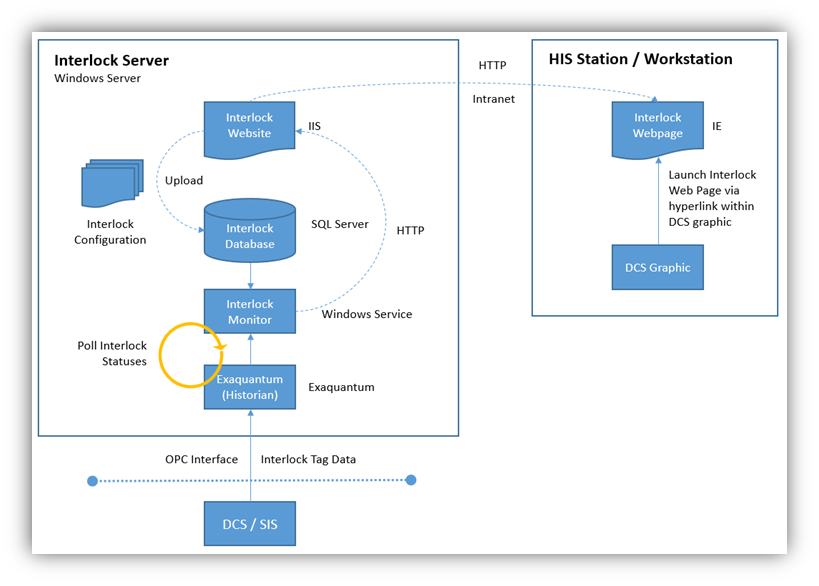 Interlock Server
Windows Server
Interlock
Website
IIS
Upload
Interlock
Configuration
Interlock
Database
SQL Server
HTTP
Interlock
Monitor
Windows Service
Poll Interlock
Statuses
Exaquantum
(Historian)
Exaquantum
OPC Interface
Interlock Tag Data
DCS / SIS
HTTP
Intranet
HIS Station / Workstation
Interlock
Webpage
IE
Launch Interlock
Web Page via
hyperlink within
DCS graphic
DCS Graphic